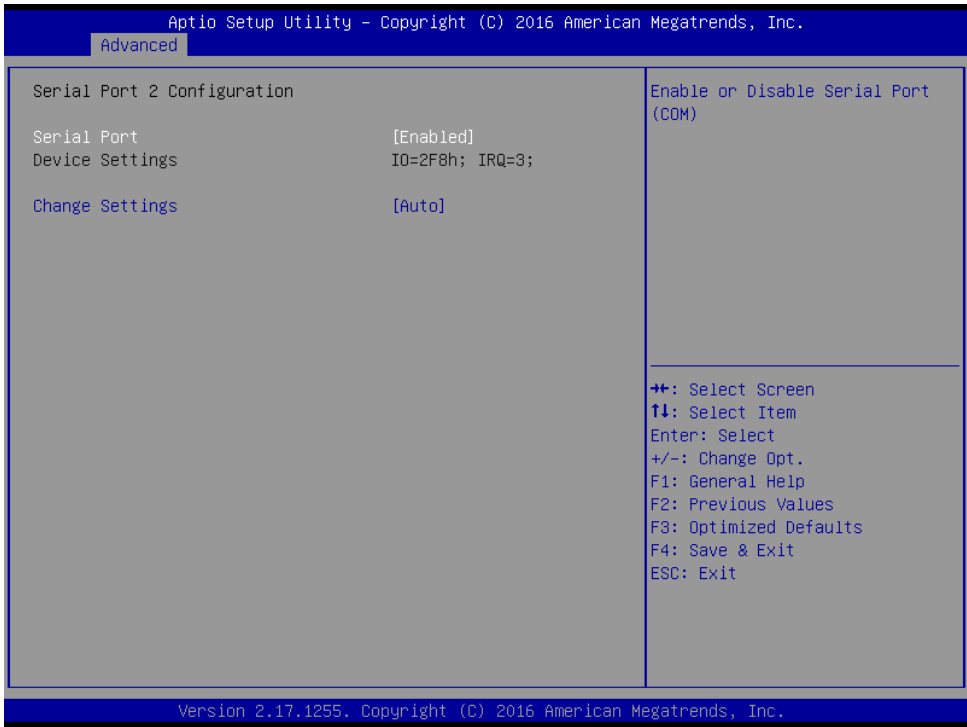 Aptio Setup Utility – Copyright (C) 2016 American Megatrends, Inc.
Advanced
Serial Port 2 Configuration
Serial Port [Enabled]
Device Settings IO=2F8h; IRQ=3;
Change Settings [Auto]
Enable or Disable Serial Port
(COM)
→←: Select Screen
↑↓: Select Item
Enter: Select
+/-: Change Opt.
F1: General Help
F2: Previous Values
F3: Optimized Defaults
F4: Save & Exit
ESC: Exit
Version 2.17.1255. Copyright (C) 2016 American Megatrends, Inc.